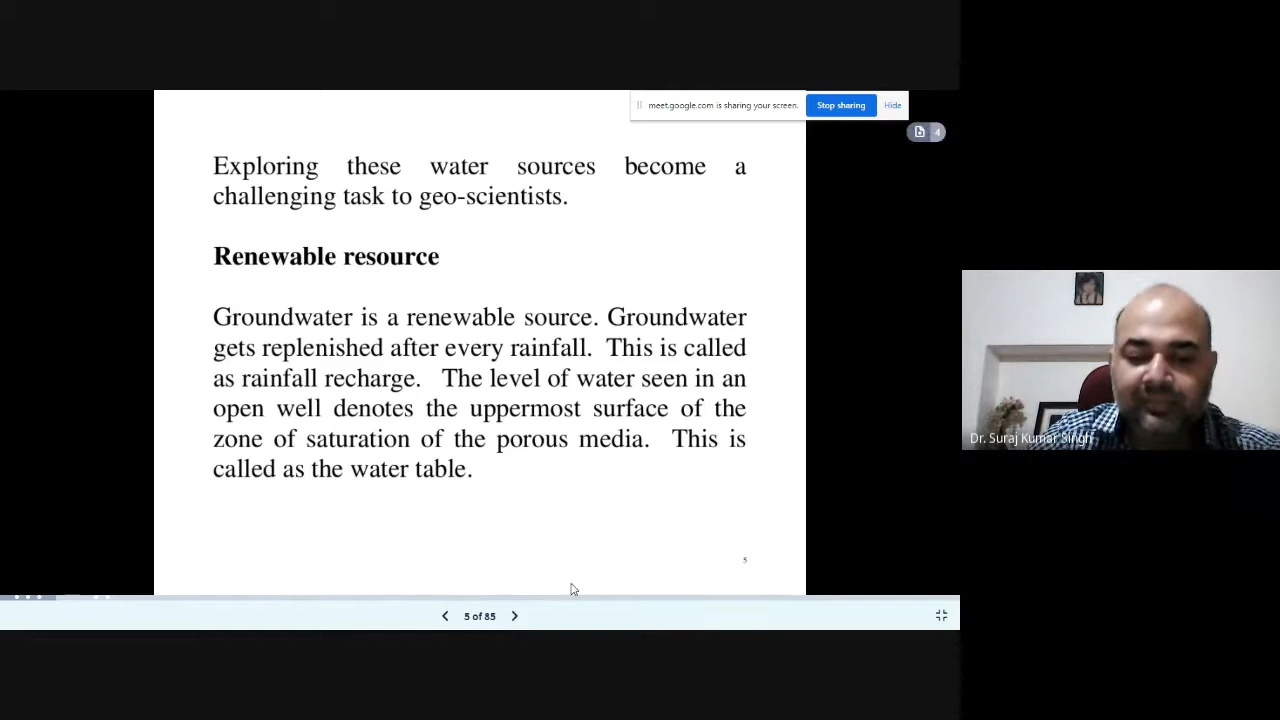 meet.google.com is sharing your screen. Stop sharing Hide
4
Exploring these water sources become a
challenging task to geo-scientists.
Renewable resource
Groundwater is a renewable source. Groundwater
gets replenished after every rainfall. This is called
as rainfall recharge. The level of water seen in an
open well denotes the uppermost surface of the
zone of saturation of the porous media. This is
called as the water table.
5
5 of 85
Dr. Suraj Kumar Singh